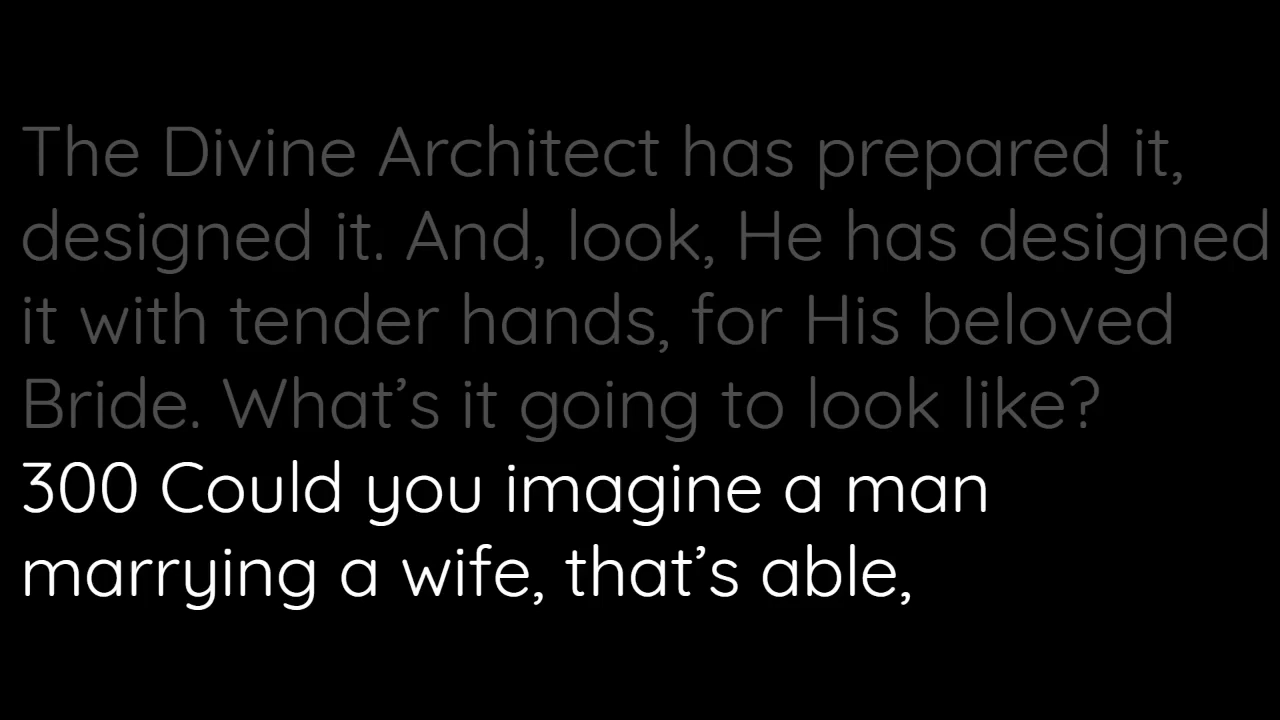 The Divine Architect has prepared it,
designed it. And, look, He has designed
it with tender hands, for His beloved
Bride. What’s it going to look like?
300 Could you imagine a man
marrying a wife, that’s able,